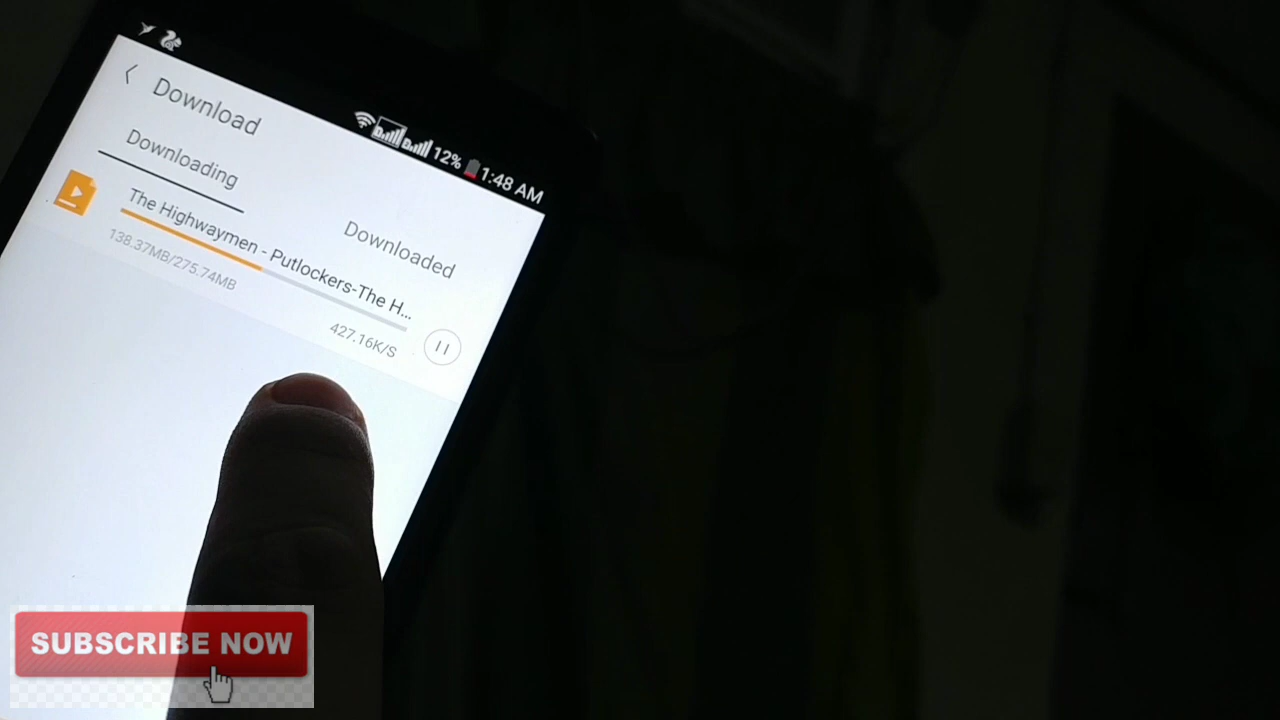 12% 1:48 AM
Download
Downloading
Downloaded
The Highwaymen - Putlockers-The H...
138.37MB/275.74MB
427.16K/S
SUBSCRIBE NOW